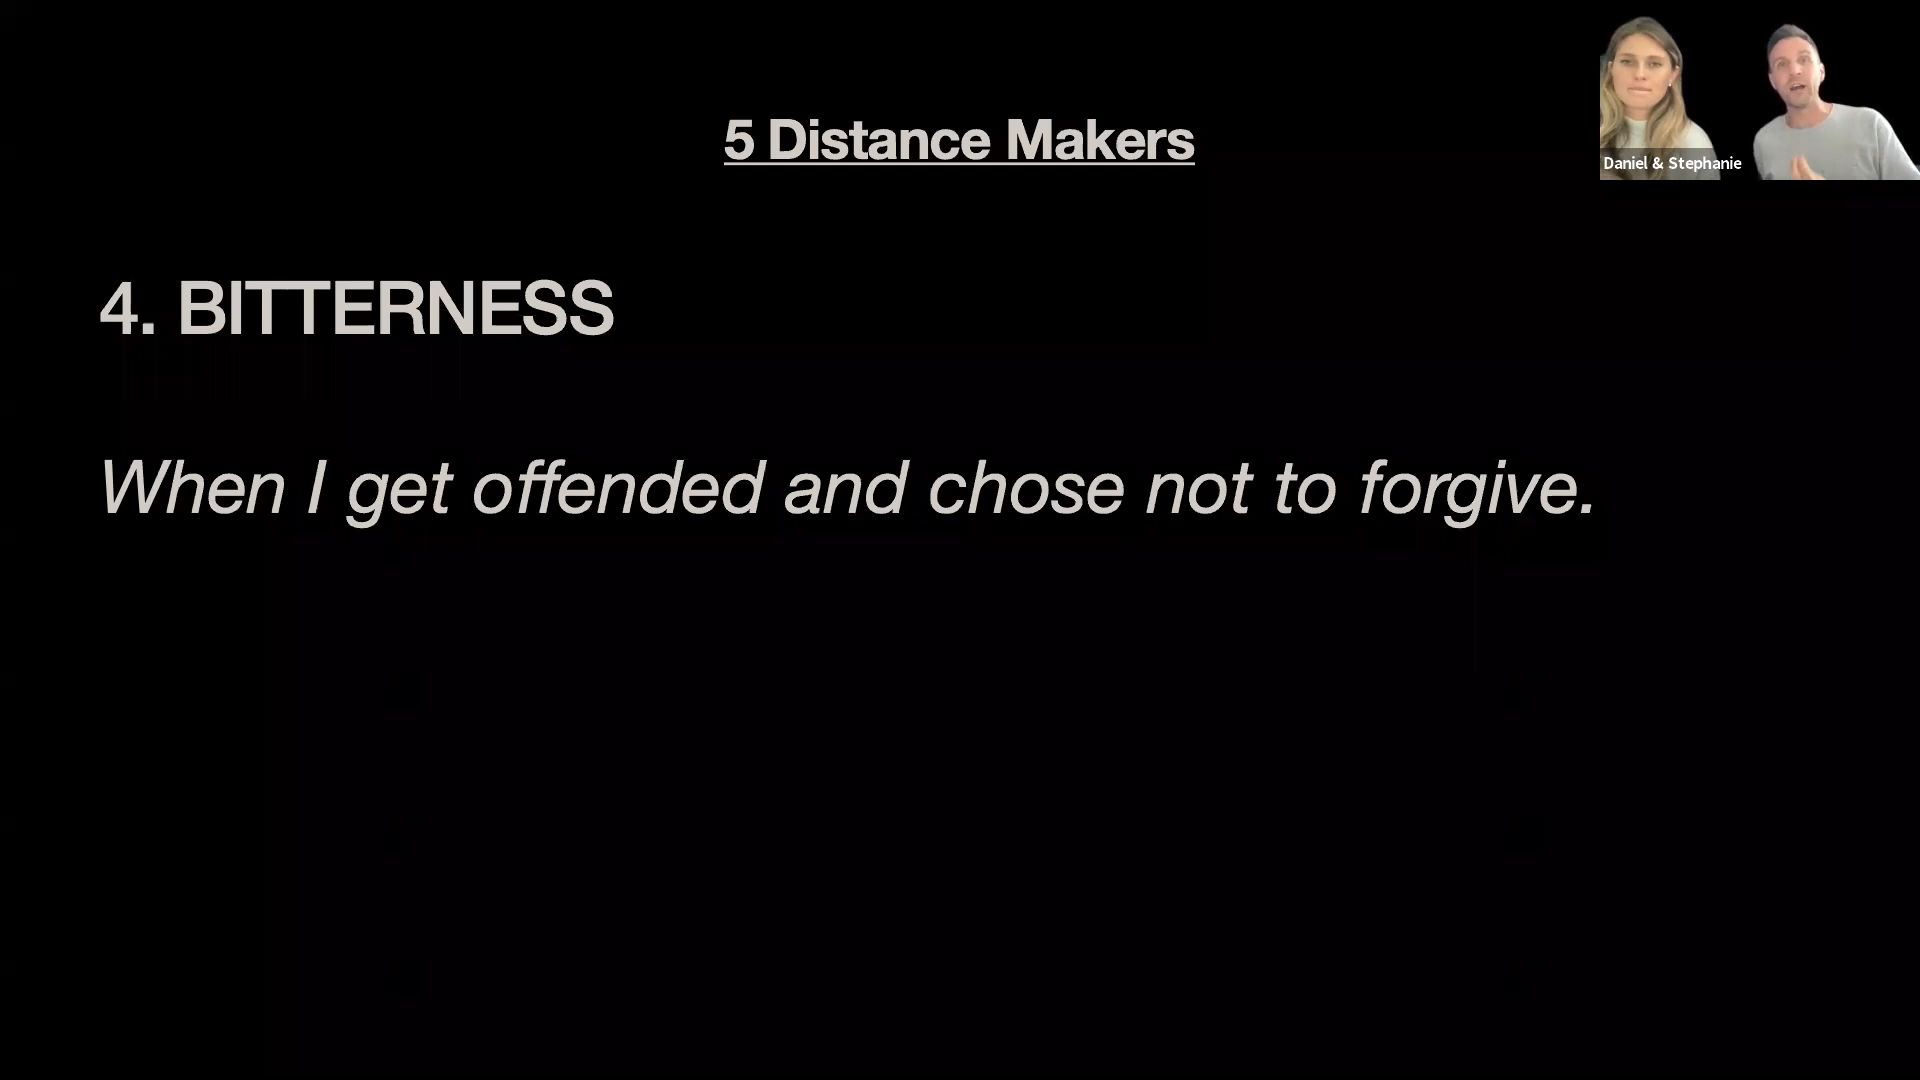 5 Distance Makers
Daniel & Stephanie
4. BITTERNESS
When I get offended and chose not to forgive.